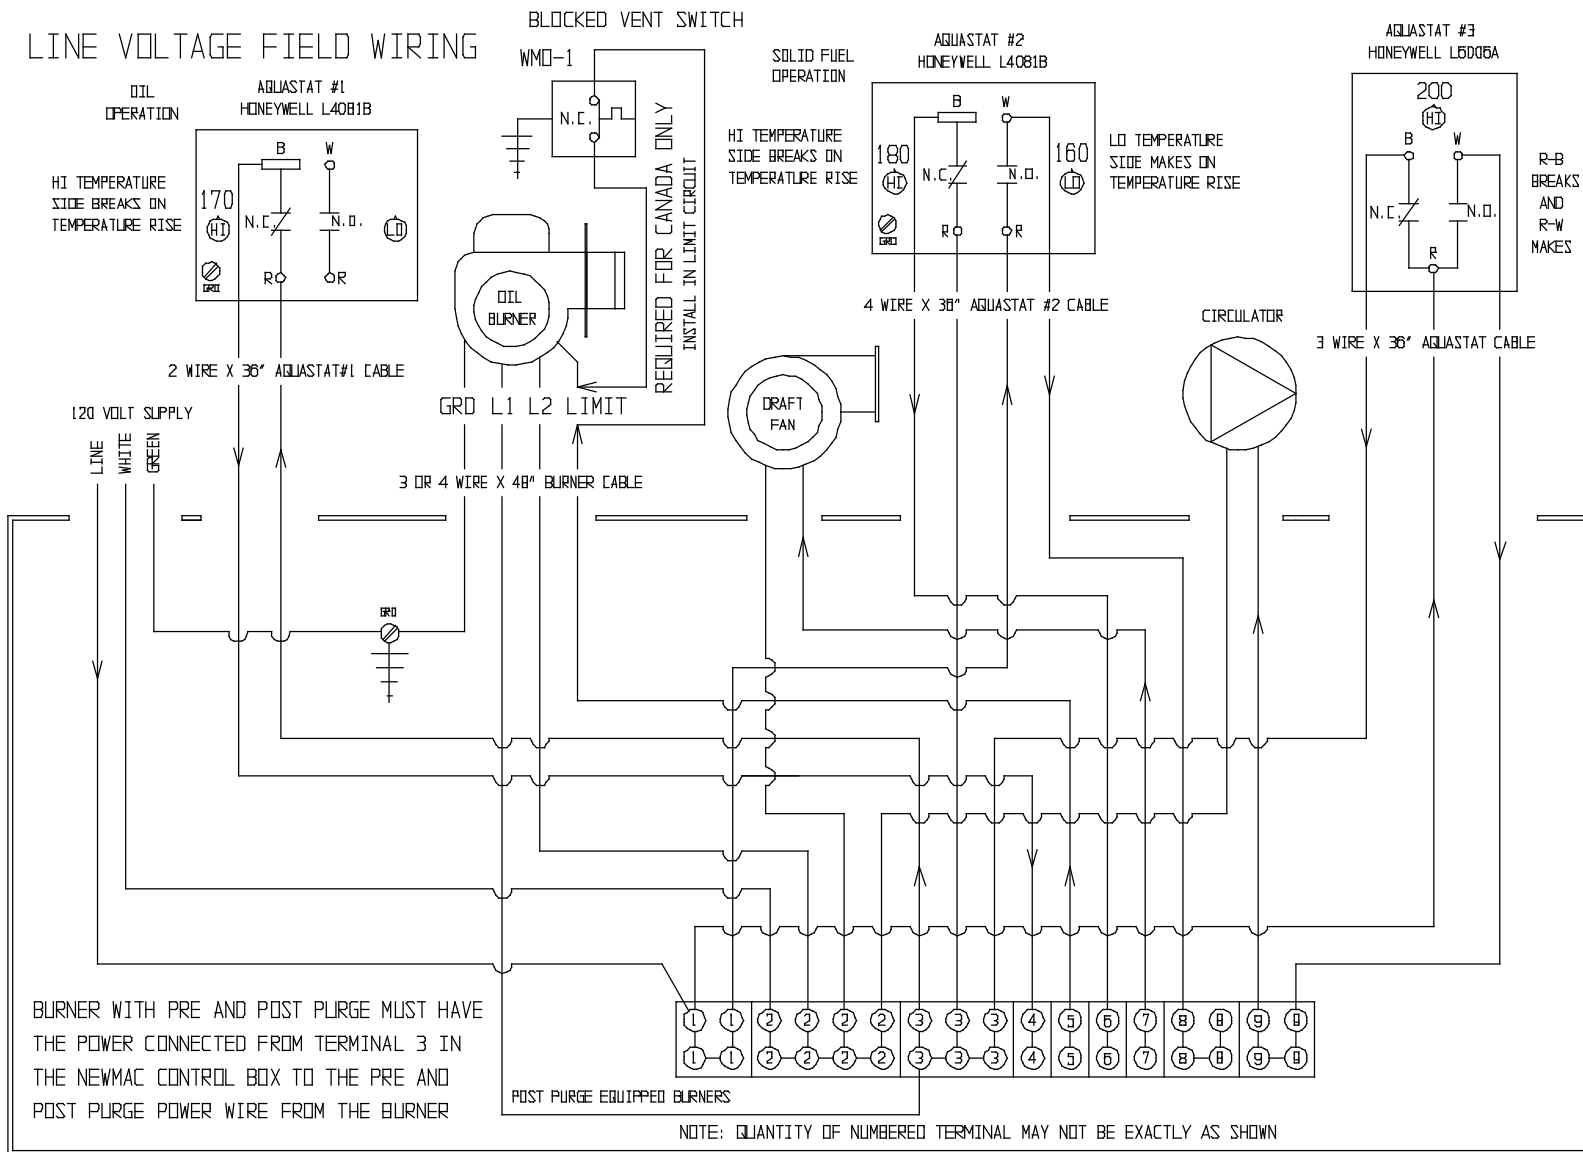 LINE VOLTAGE FIELD WIRING
BLOCKED VENT SWITCH
WMO-1
N.C.
OIL
OPERATION
AQUASTAT #1
HONEYWELL L4081B
HI TEMPERATURE
SIDE BREAKS ON
TEMPERATURE RISE
B W
170
HI
N.C. N.O.
LO
GRD
R R
2 WIRE X 36" AQUASTAT#1 CABLE
OIL
BURNER
REQUIRED FOR CANADA ONLY
INSTALL IN LIMIT CIRCUIT
GRD L1 L2 LIMIT
3 OR 4 WIRE X 48" BURNER CABLE
SOLID FUEL
OPERATION
AQUASTAT #2
HONEYWELL L4081B
HI TEMPERATURE
SIDE BREAKS ON
TEMPERATURE RISE
B W
180
HI
N.C. N.O.
160
LO
GRD
R R
LO TEMPERATURE
SIDE MAKES ON
TEMPERATURE RISE
4 WIRE X 36" AQUASTAT #2 CABLE
DRAFT
FAN
CIRCULATOR
AQUASTAT #3
HONEYWELL L6006A
200
HI
B W
N.C. N.O.
R
R-B
BREAKS
AND
R-W
MAKES
3 WIRE X 36" AQUASTAT CABLE
120 VOLT SUPPLY
LINE
WHITE
GREEN
GRD
1 1 2 2 2 2 3 3 3 4 5 6 7 8 8 9 9
1 1 2 2 2 2 3 3 3 4 5 6 7 8 8 9 9
BURNER WITH PRE AND POST PURGE MUST HAVE
THE POWER CONNECTED FROM TERMINAL 3 IN
THE NEWMAC CONTROL BOX TO THE PRE AND
POST PURGE POWER WIRE FROM THE BURNER
POST PURGE EQUIPPED BURNERS
NOTE: QUANTITY OF NUMBERED TERMINAL MAY NOT BE EXACTLY AS SHOWN